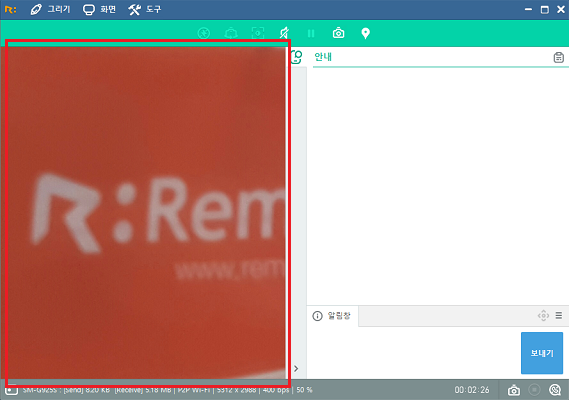 R: 그리기 화면 도구
안내
R:Rem
www.rem
알림창
보내기
SM-G925S : [Send] 8.20 KB [Receive] 5.18 MB | P2P Wi-Fi | 5312 x 2988 | 400 bps | 50 %
00:02:26